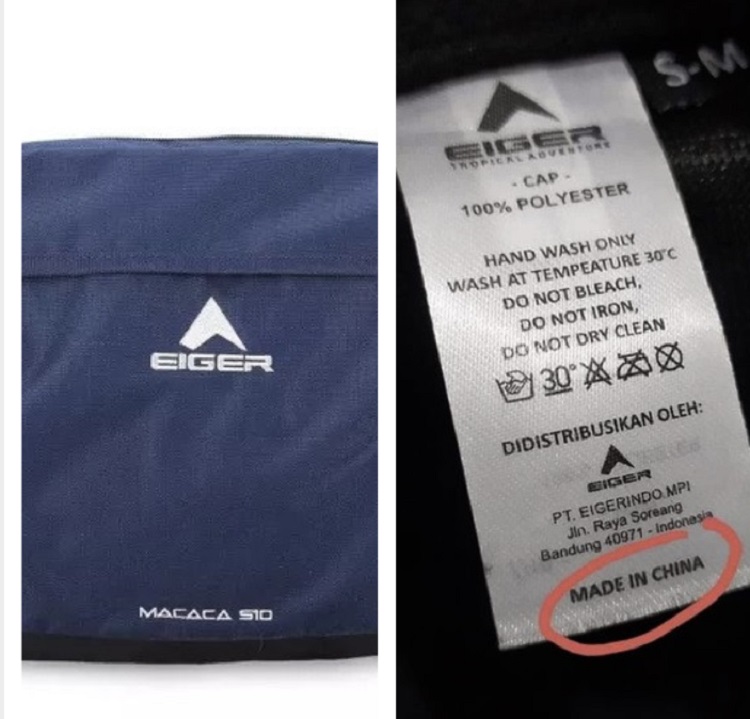 EIGER
MACACA S10
S-M
EIGER
TROPICAL ADVENTURE
- CAP -
100% POLYESTER
HAND WASH ONLY
WASH AT TEMPEATURE 30°C
DO NOT BLEACH,
DO NOT IRON,
DO NOT DRY CLEAN
30°
DIDISTRIBUSIKAN OLEH:
EIGER
PT. EIGERINDO MPI
Jln. Raya Soreang
Bandung 40971 - Indonesia
MADE IN CHINA